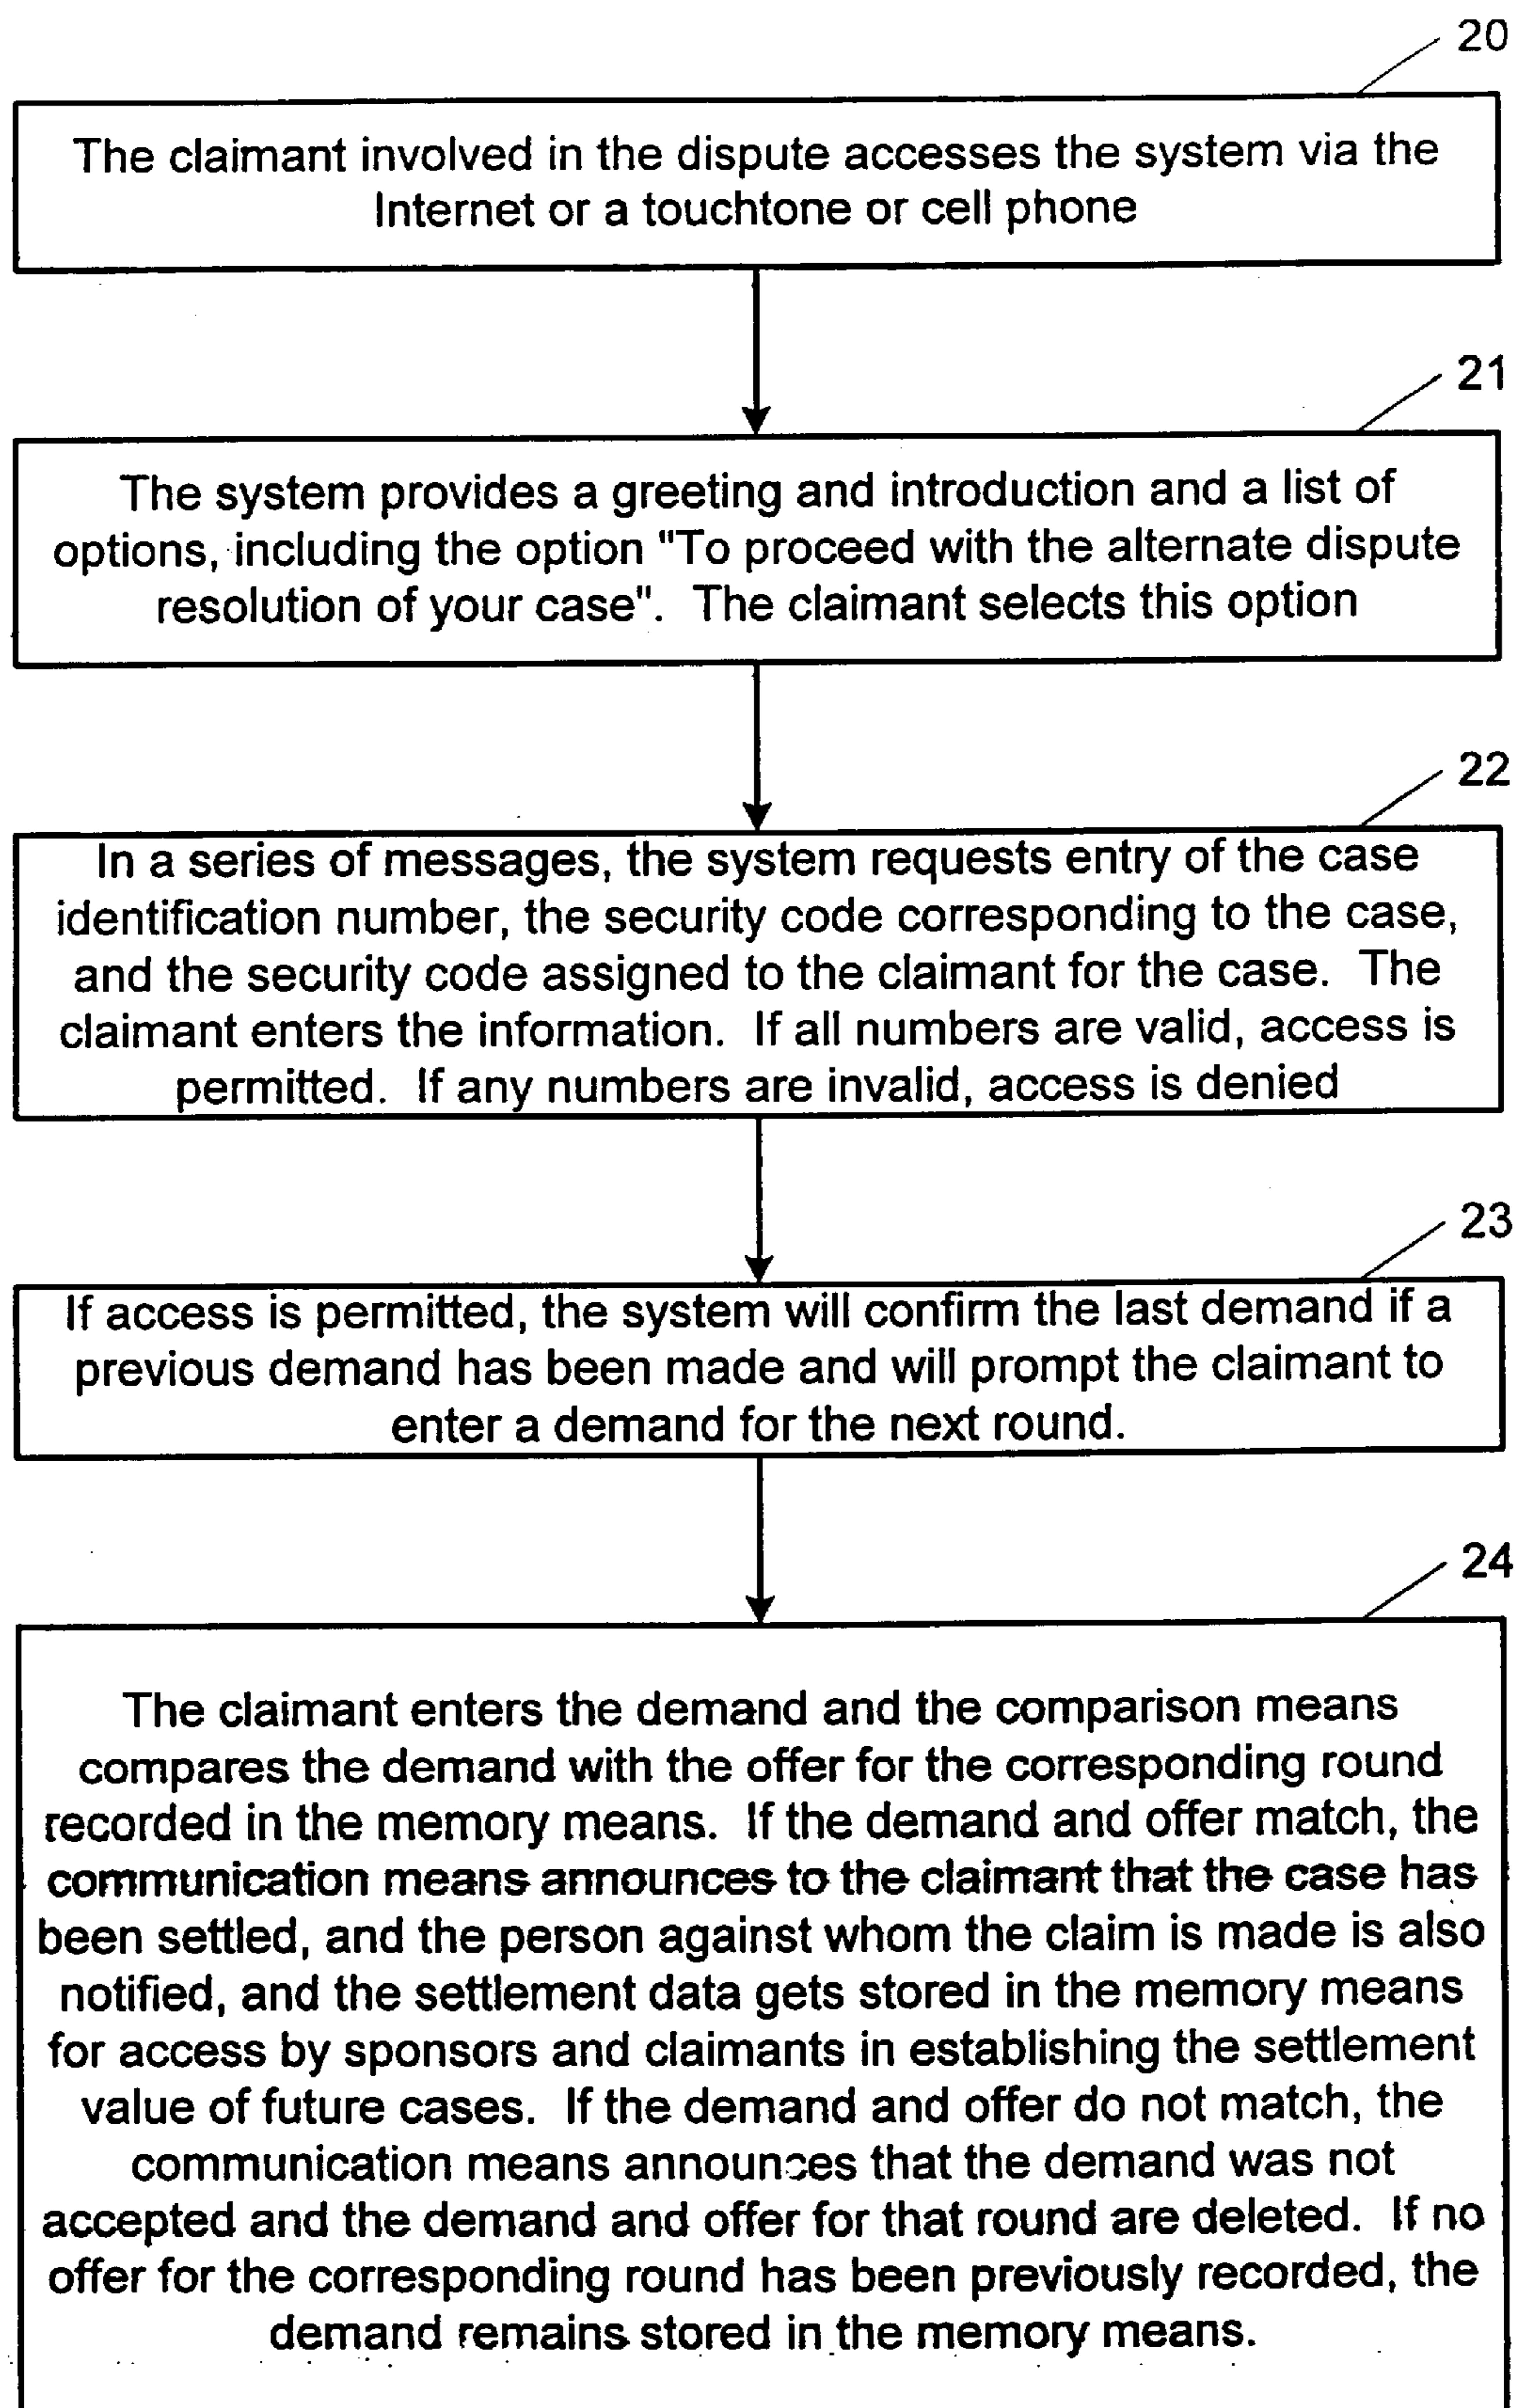 20
The claimant involved in the dispute accesses the system via the
Internet or a touchtone or cell phone
21
The system provides a greeting and introduction and a list of
options, including the option "To proceed with the alternate dispute
resolution of your case". The claimant selects this option
22
In a series of messages, the system requests entry of the case
identification number, the security code corresponding to the case,
and the security code assigned to the claimant for the case. The
claimant enters the information. If all numbers are valid, access is
permitted. If any numbers are invalid, access is denied
23
If access is permitted, the system will confirm the last demand if a
previous demand has been made and will prompt the claimant to
enter a demand for the next round.
24
The claimant enters the demand and the comparison means
compares the demand with the offer for the corresponding round
recorded in the memory means. If the demand and offer match, the
communication means announces to the claimant that the case has
been settled, and the person against whom the claim is made is also
notified, and the settlement data gets stored in the memory means
for access by sponsors and claimants in establishing the settlement
value of future cases. If the demand and offer do not match, the
communication means announces that the demand was not
accepted and the demand and offer for that round are deleted. If no
offer for the corresponding round has been previously recorded, the
demand remains stored in the memory means.